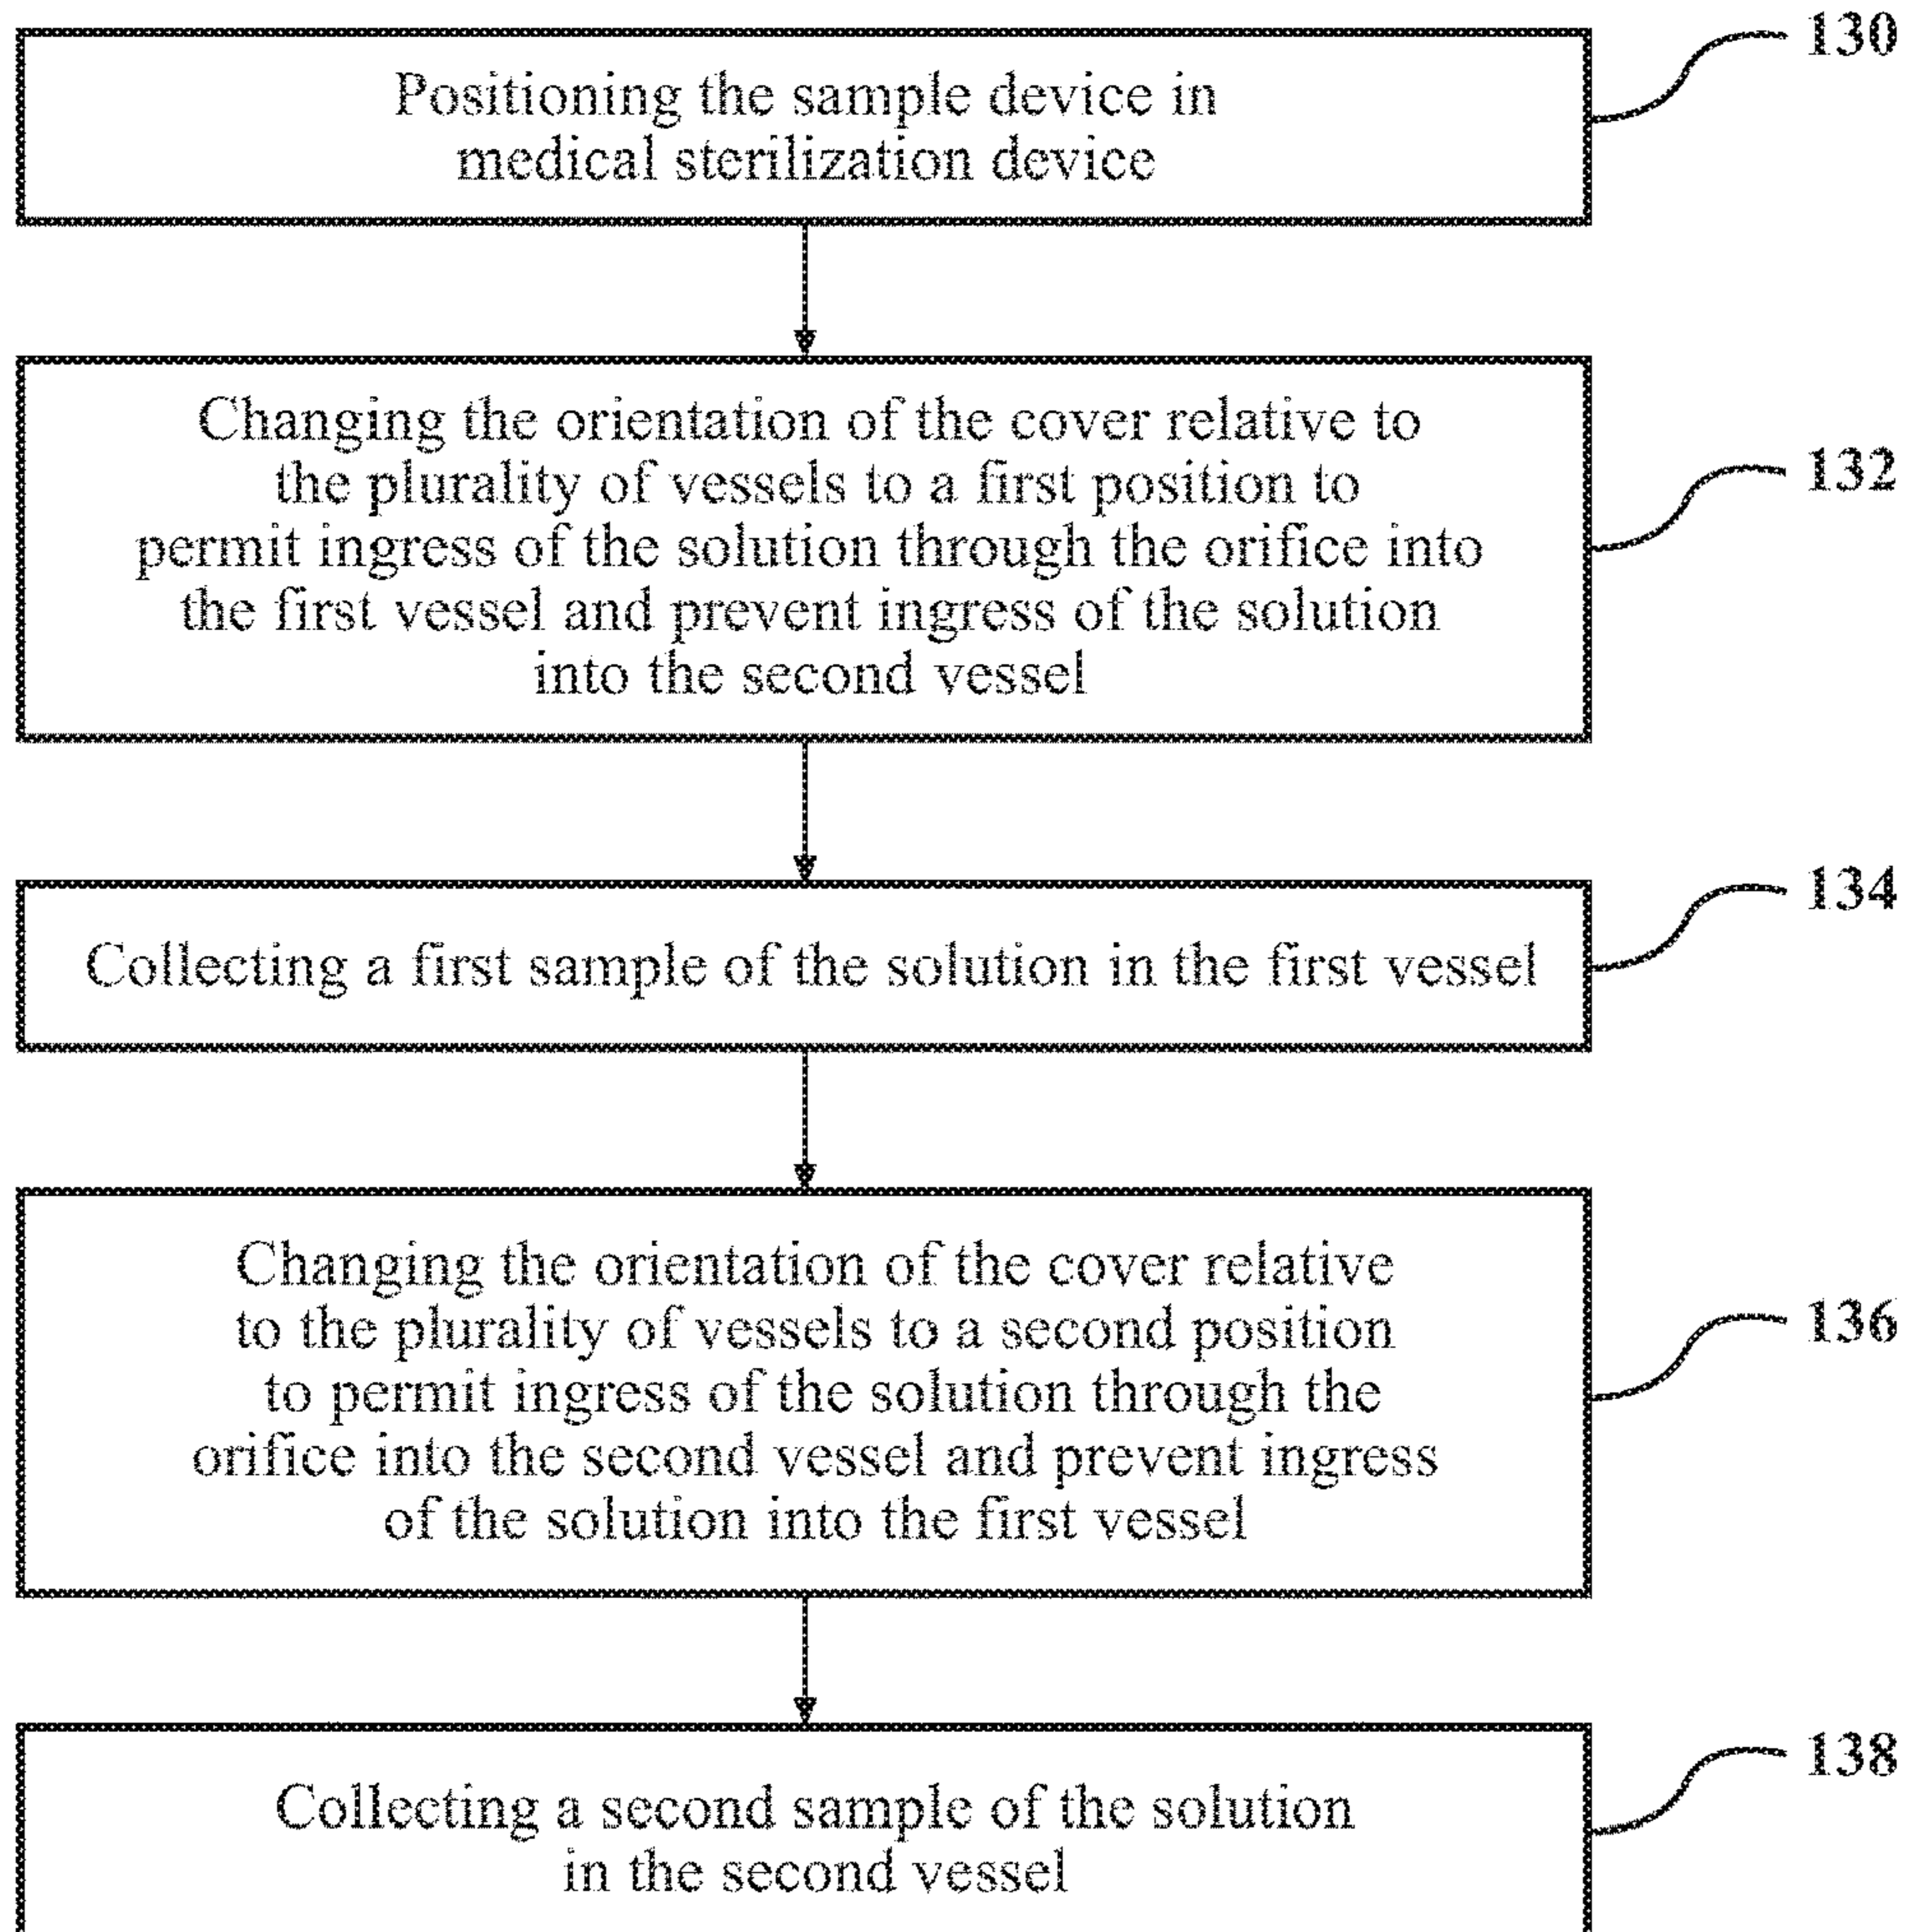 130
Positioning the sample device in
medical sterilization device
Changing the orientation of the cover relative to
the plurality of vessels to a first position to
permit ingress of the solution through the orifice into
the first vessel and prevent ingress of the solution
into the second vessel
132
Collecting a first sample of the solution in the first vessel
134
Changing the orientation of the cover relative
to the plurality of vessels to a second position
to permit ingress of the solution through the
orifice into the second vessel and prevent ingress
of the solution into the first vessel
136
Collecting a second sample of the solution
in the second vessel
138